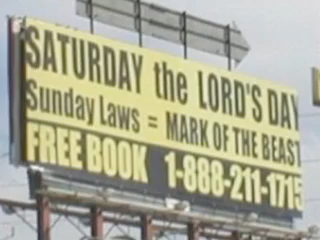 SATURDAY the LORD'S DAY
Sunday Laws = MARK OF THE BEAST
FREE BOOK 1-888-211-1715